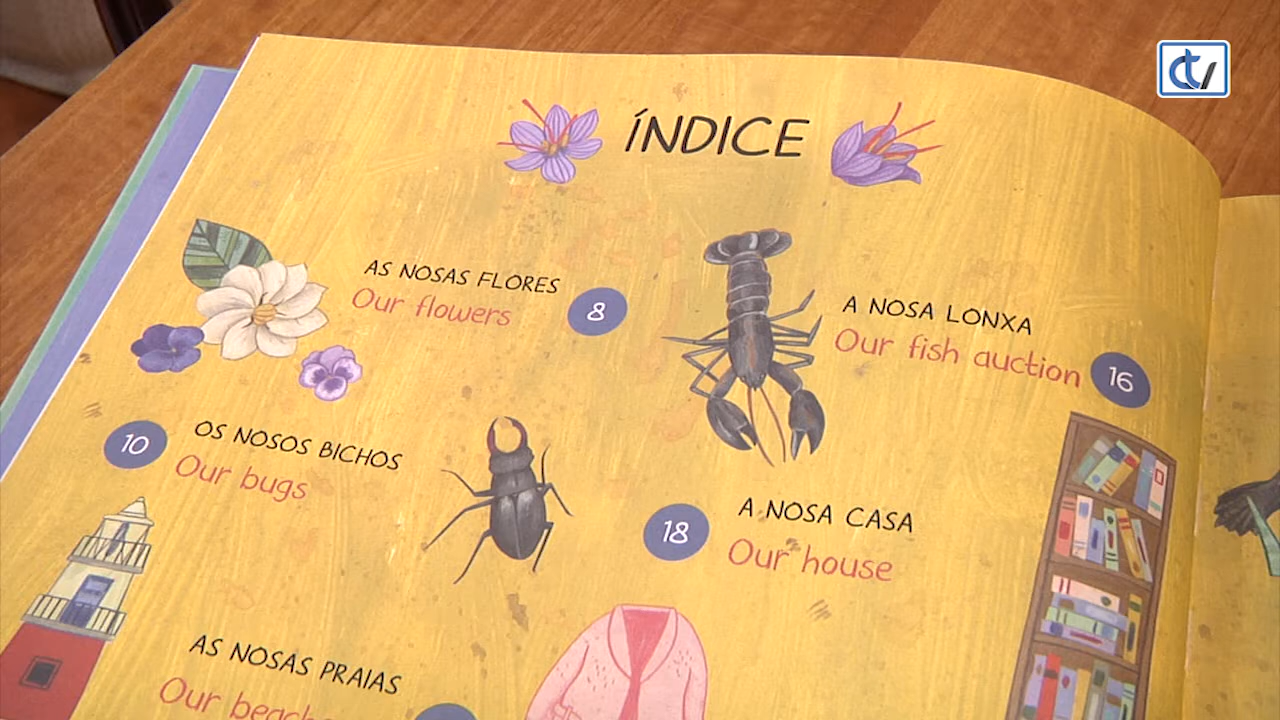 ÍNDICE
AS NOSAS FLORES
Our flowers
8
10
OS NOSOS BICHOS
Our bugs
AS NOSAS PRAIAS
Our
A NOSA LONXA
Our fish auction
16
18
A NOSA CASA
Our house